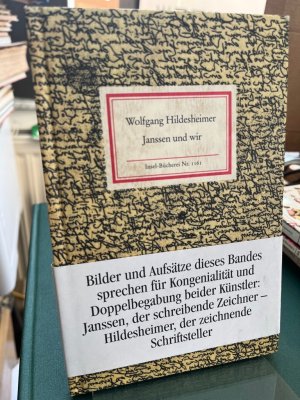 Wolfgang Hildesheimer
Janssen und wir
Insel-Bücherei Nr. 1161
Bilder und Aufsätze dieses Bandes
sprechen für Kongenialität und
Doppelbegabung beider Künstler:
Janssen, der schreibende Zeichner –
Hildesheimer, der zeichnende
Schriftsteller